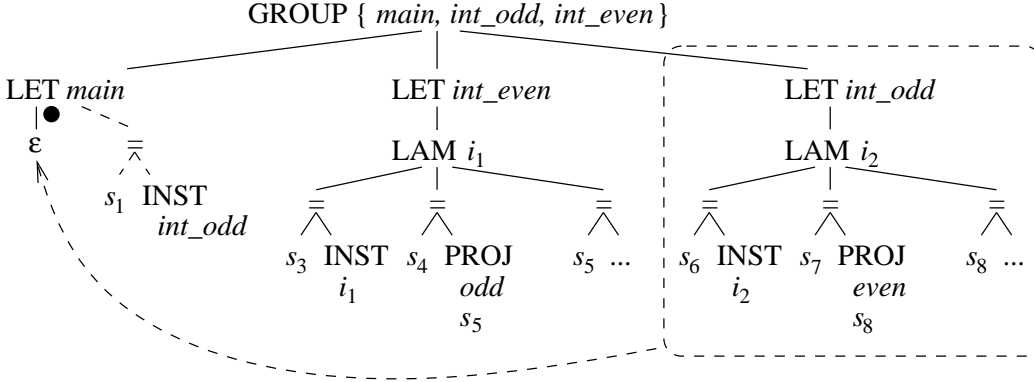 GROUP { main, int_odd, int_even}
LET main LET int_even LET int_odd
ε = LAM i₁ LAM i₂
s₁ INST = = = = = =
int_odd s₃ INST s₄ PROJ s₅ ... s₆ INST s₇ PROJ s₈ ...
i₁ odd i₂ even
s₅ s₈